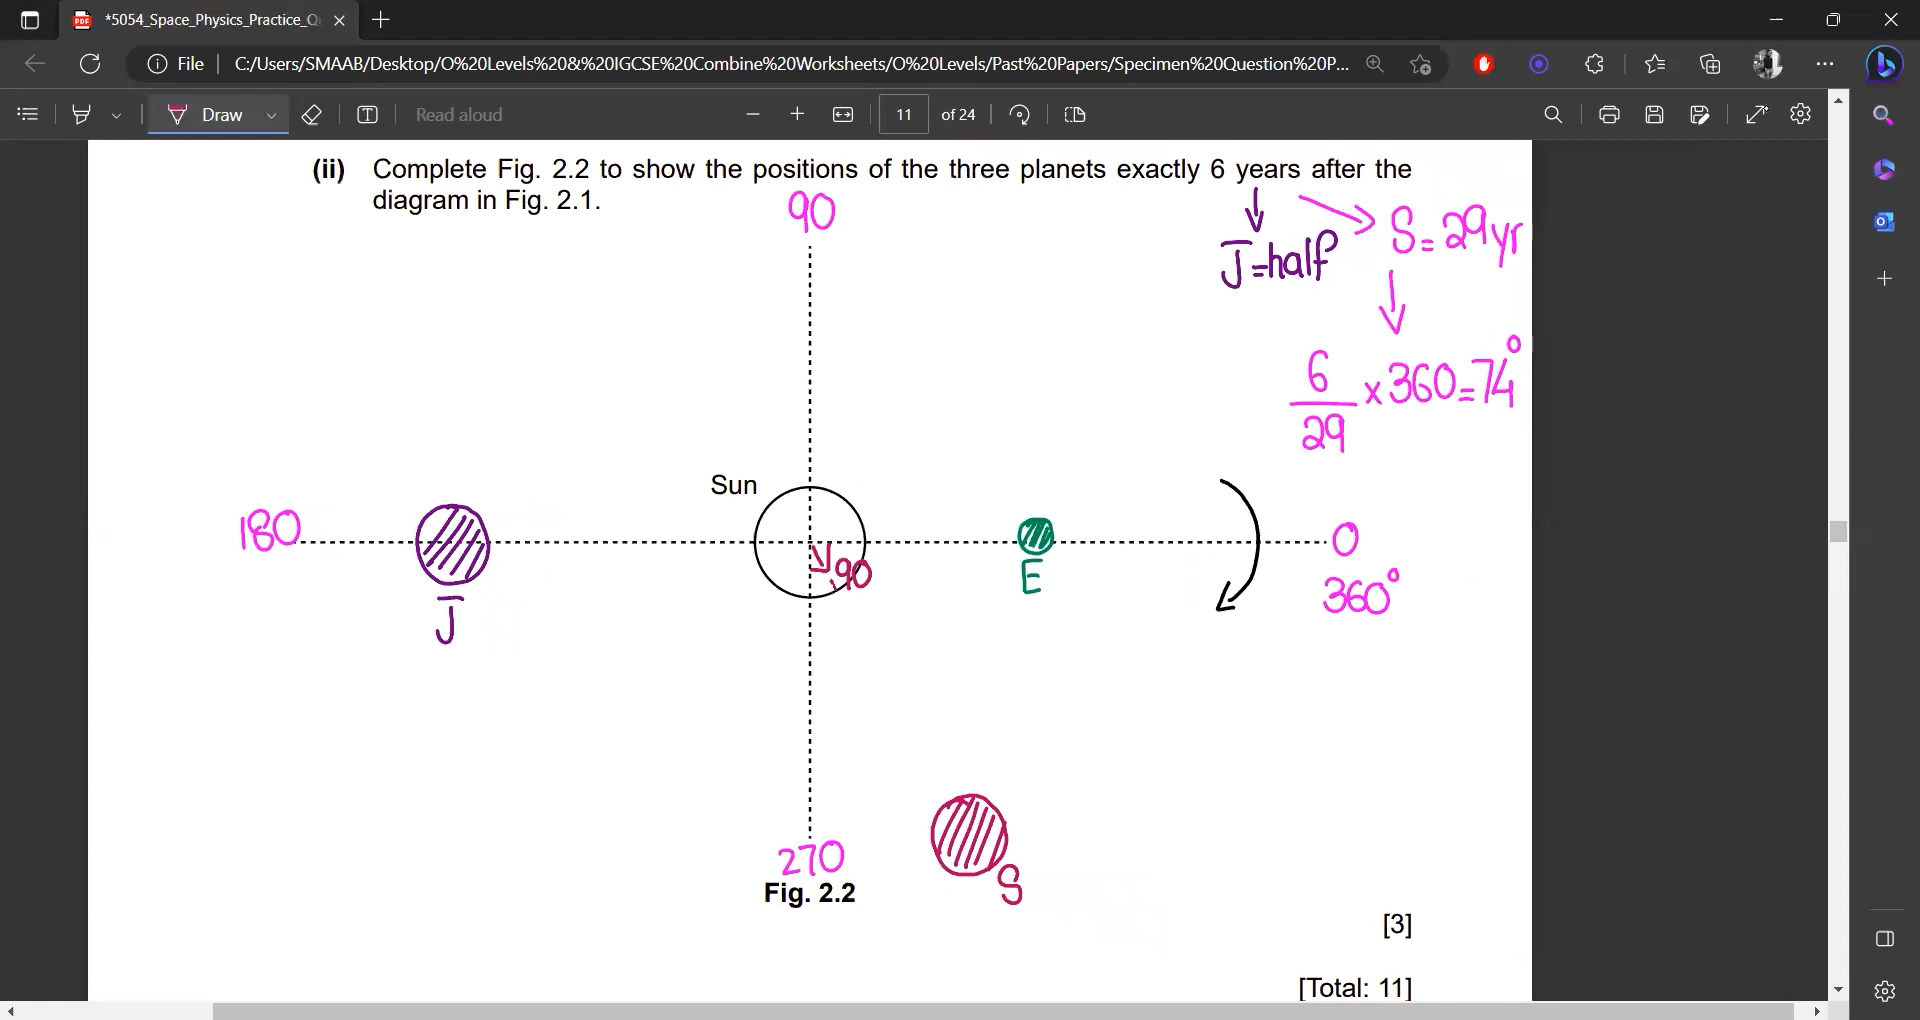 *5054_Space_Physics_Practice_Q
File
C:/Users/SMAAB/Desktop/O%20Levels%20&%20IGCSE%20Combine%20Worksheets/O%20Levels/Past%20Papers/Specimen%20Question%20P...
Draw
Read aloud
11 of 24
(ii) Complete Fig. 2.2 to show the positions of the three planets exactly 6 years after the
diagram in Fig. 2.1.
90
J=half
S=29yr
6/29 x 360=74°
Sun
180
0
90
E
360°
J
270
S
Fig. 2.2
[3]
[Total: 11]